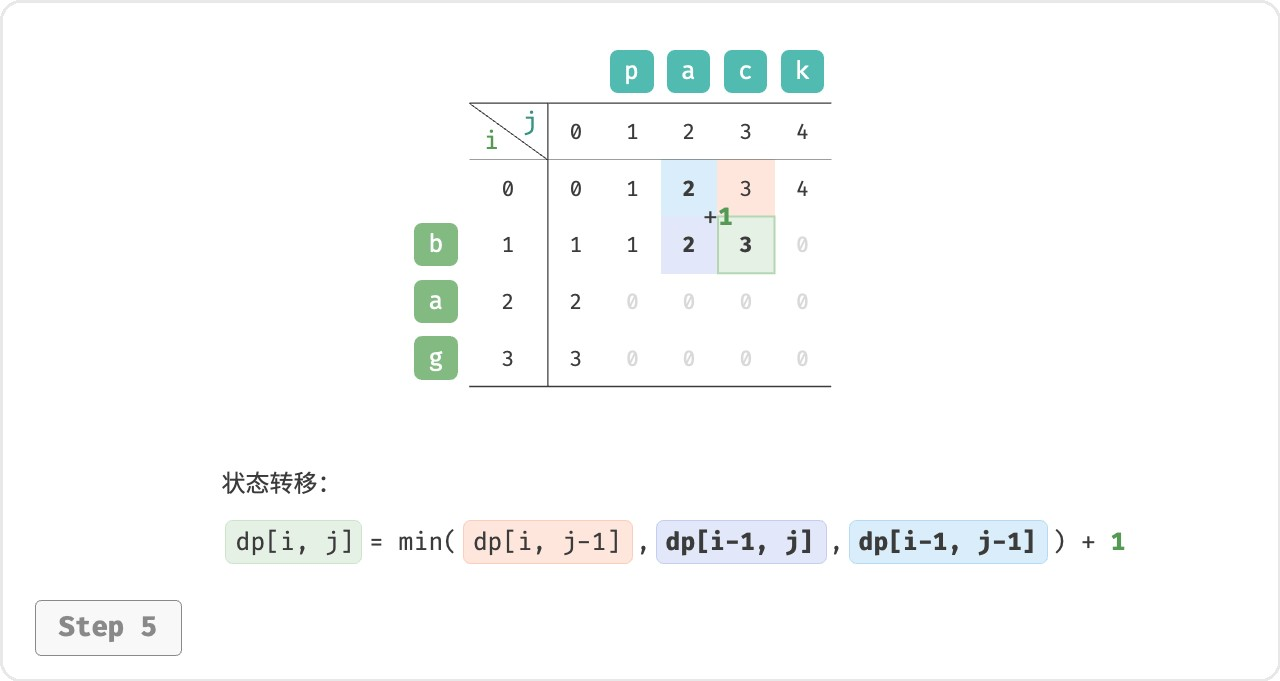 p a c k
i j 0 1 2 3 4
0 0 1 2 3 4
+1
b 1 1 1 2 3 0
a 2 2 0 0 0 0
g 3 3 0 0 0 0
状态转移：
dp[i, j] = min( dp[i, j-1] , dp[i-1, j] , dp[i-1, j-1] ) + 1
Step 5